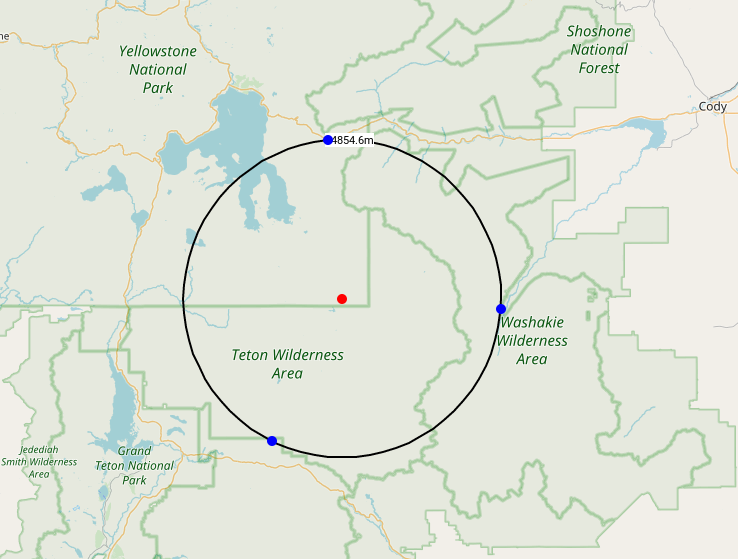 Shoshone
National
Forest
Yellowstone
National
Park
ne
Cody
4854.6m
Washakie
Wilderness
Area
Teton Wilderness
Area
Jedediah
Smith Wilderness
Area
Grand
Teton National
Park